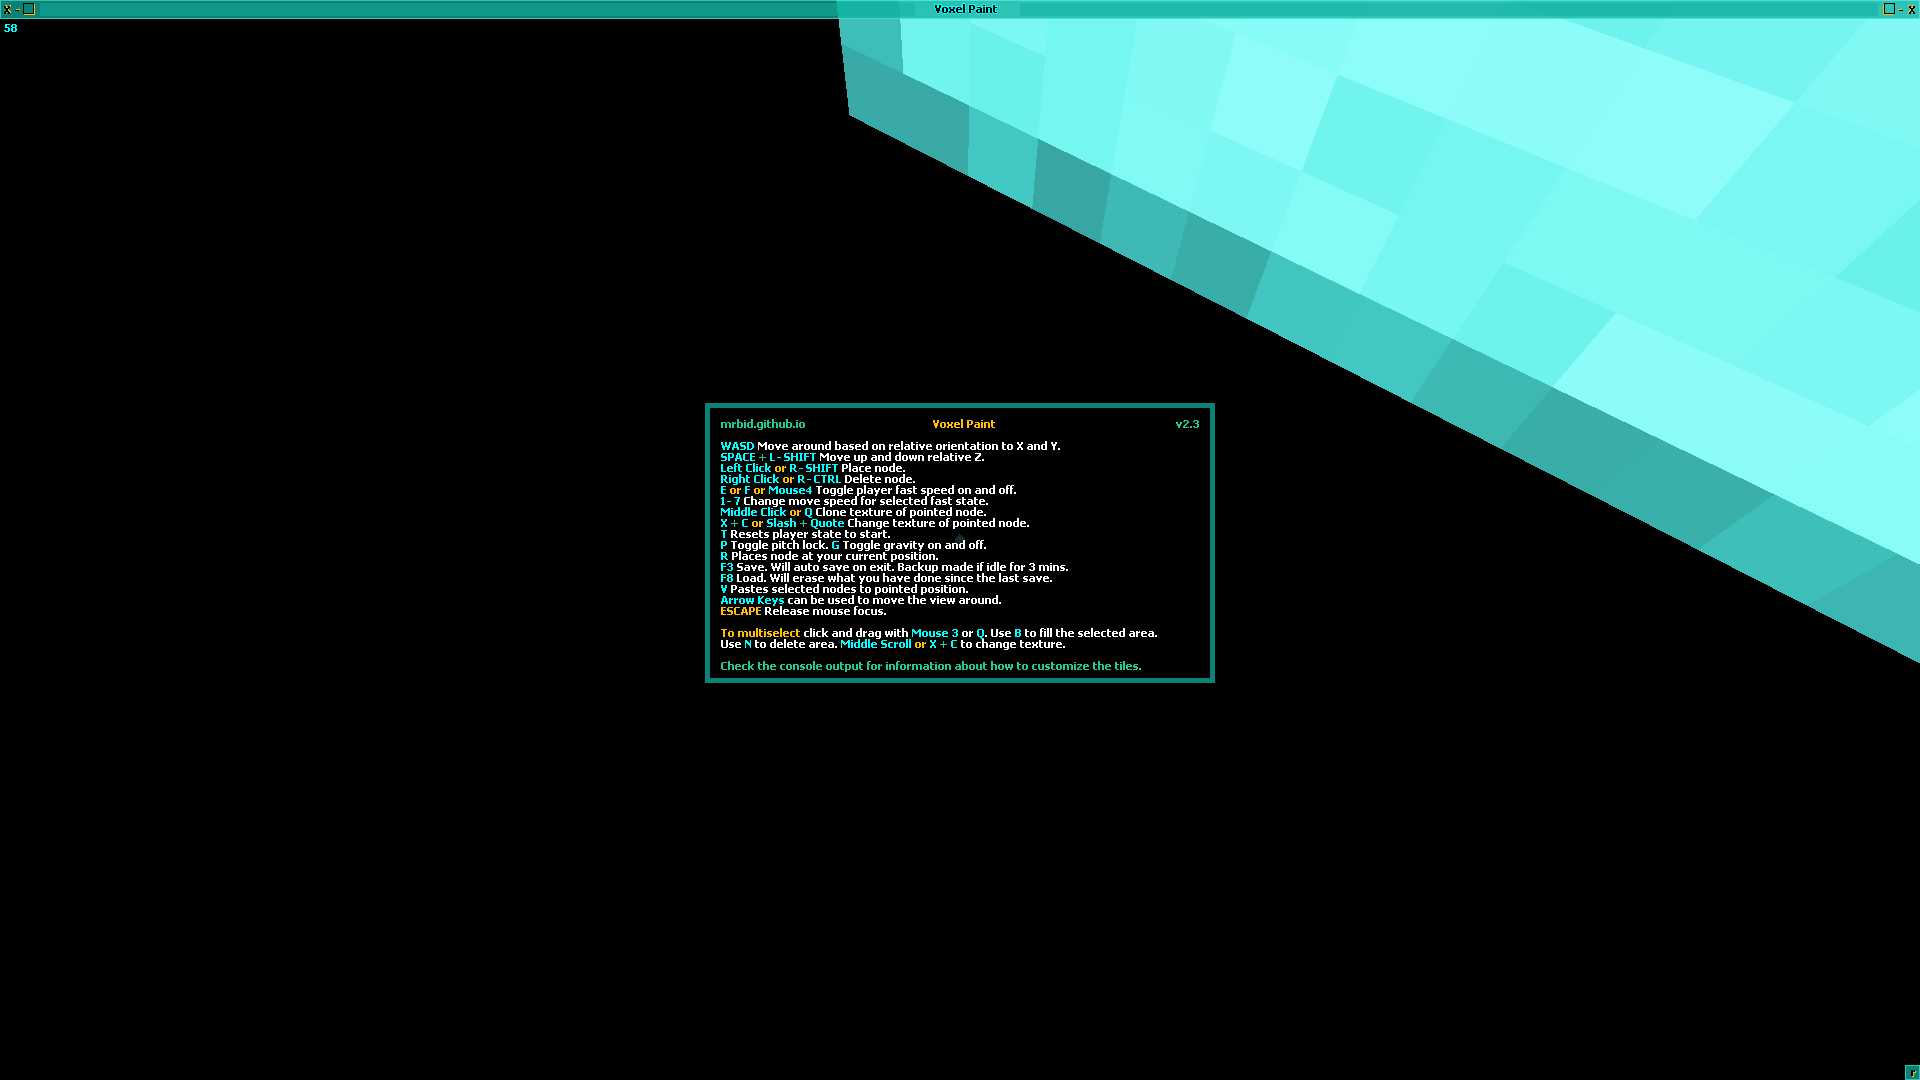 X - Voxel Paint - X
58
mrbid.github.io Voxel Paint v2.3
WASD Move around based on relative orientation to X and Y.
SPACE + L-SHIFT Move up and down relative Z.
Left Click or R-SHIFT Place node.
Right Click or R-CTRL Delete node.
E or F or Mouse4 Toggle player fast speed on and off.
1-7 Change move speed for selected fast state.
Middle Click or Q Clone texture of pointed node.
X + C or Slash + Quote Change texture of pointed node.
T Resets player state to start.
P Toggle pitch lock. G Toggle gravity on and off.
R Places node at your current position.
F3 Save. Will auto save on exit. Backup made if idle for 3 mins.
F8 Load. Will erase what you have done since the last save.
V Pastes selected nodes to pointed position.
Arrow Keys can be used to move the view around.
ESCAPE Release mouse focus.
To multiselect click and drag with Mouse 3 or Q. Use B to fill the selected area.
Use N to delete area. Middle Scroll or X + C to change texture.
Check the console output for information about how to customize the tiles.
r